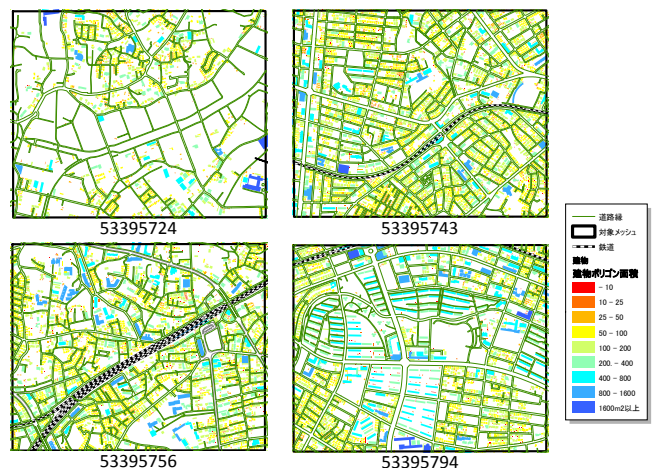 53395724
53395743
53395756
53395794
道路縁
対象メッシュ
鉄道
建物
建物ポリゴン面積
- 10
10 - 25
25 - 50
50 - 100
100 - 200
200. - 400
400 - 800
800 - 1600
1600m2以上